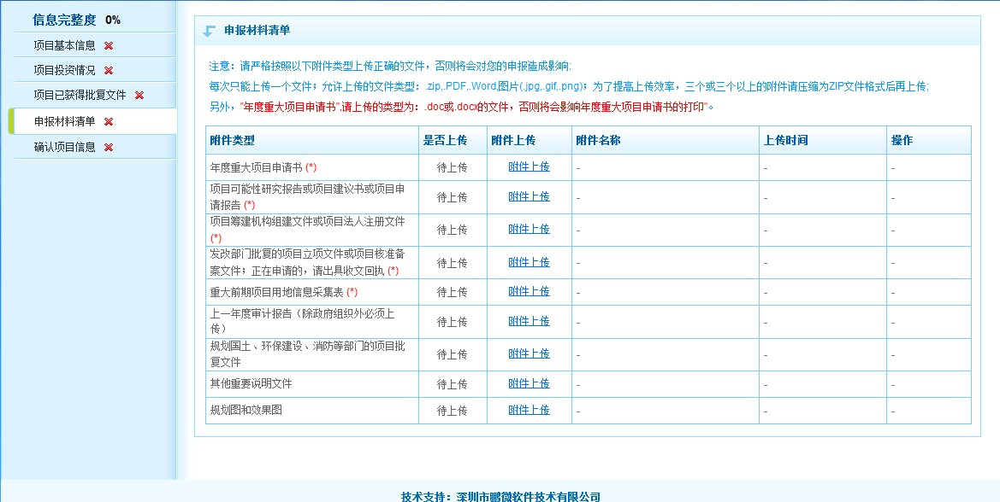 信息完整度 0%
项目基本信息
项目投资情况
项目已获得批复文件
申报材料清单
确认项目信息
申报材料清单
注意：请严格按照以下附件类型上传正确的文件，否则将会对您的申报造成影响;
每次只能上传一个文件；允许上传的文件类型：.zip,.PDF,.Word,图片(.jpg,.gif,.png)；为了提高上传效率，三个或三个以上的附件请压缩为ZIP文件格式后再上传;
另外，"年度重大项目申请书",请上传的类型为：.doc或.docx的文件，否则将会影响年度重大项目申请书的打印"。
附件类型 是否上传 附件上传 附件名称 上传时间 操作
年度重大项目申请书 (*) 待上传 附件上传 - - -
项目可能性研究报告或项目建议书或项目申
请报告 (*) 待上传 附件上传 - - -
项目筹建机构组建文件或项目法人注册文件
(*) 待上传 附件上传 - - -
发改部门批复的项目立项文件或项目核准备
案文件；正在申请的，请出具收文回执 (*) 待上传 附件上传 - - -
重大前期项目用地信息采集表 (*) 待上传 附件上传 - - -
上一年度审计报告（除政府组织外必须上
传） 待上传 附件上传 - - -
规划国土、环保建设、消防等部门的项目批
复文件 待上传 附件上传 - - -
其他重要说明文件 待上传 附件上传 - - -
规划图和效果图 待上传 附件上传 - - -
技术支持：深圳市鹏微软件技术有限公司